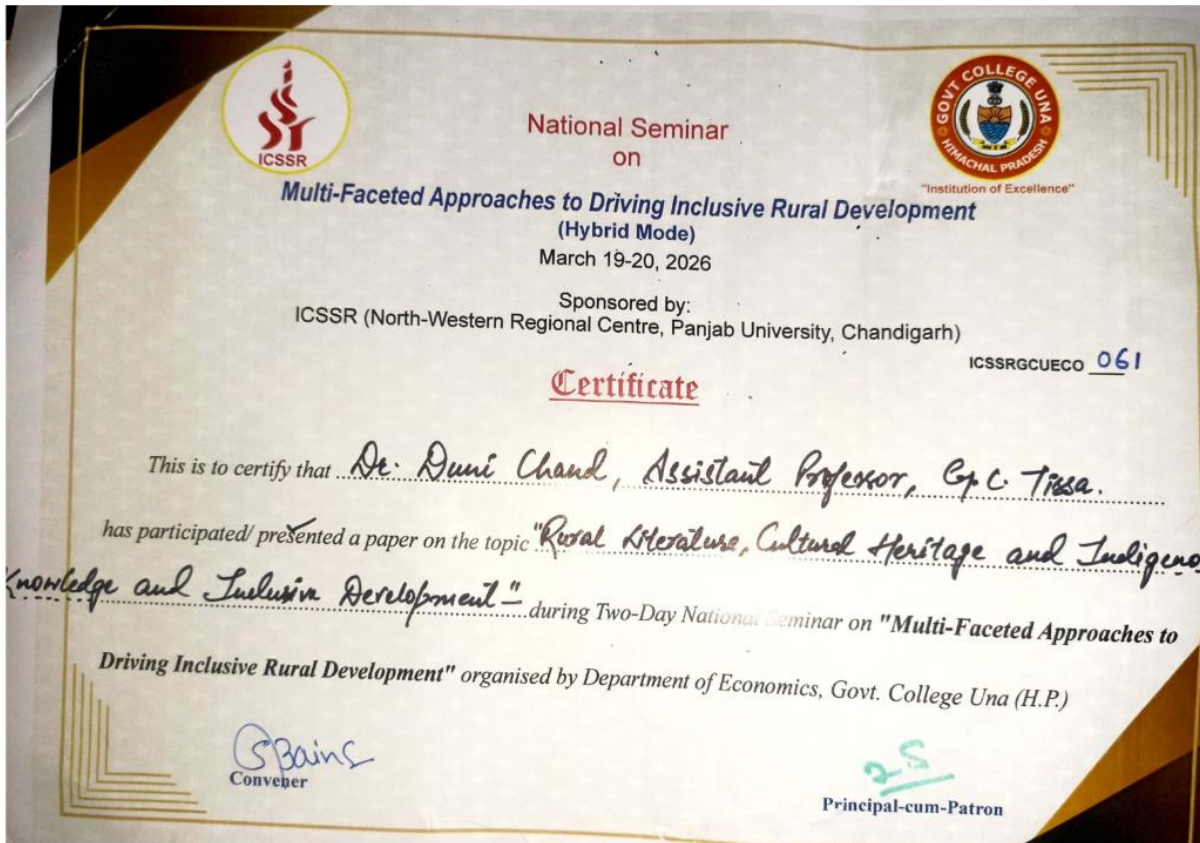 ICSSR
GOVT COLLEGE UNA
HIMACHAL PRADESH
"Institution of Excellence"
National Seminar
on
Multi-Faceted Approaches to Driving Inclusive Rural Development
(Hybrid Mode)
March 19-20, 2026
Sponsored by:
ICSSR (North-Western Regional Centre, Panjab University, Chandigarh)
ICSSRGCUECO 061
Certificate
This is to certify that Dr. Duni Chand, Assistant Professor, G.C. Tissa.
has participated/ presented a paper on the topic "Rural Literature, Cultural Heritage and Indigeno
Knowledge and Inclusive Development" during Two-Day National Seminar on "Multi-Faceted Approaches to
Driving Inclusive Rural Development" organised by Department of Economics, Govt. College Una (H.P.)
SBains
Convener
Principal-cum-Patron